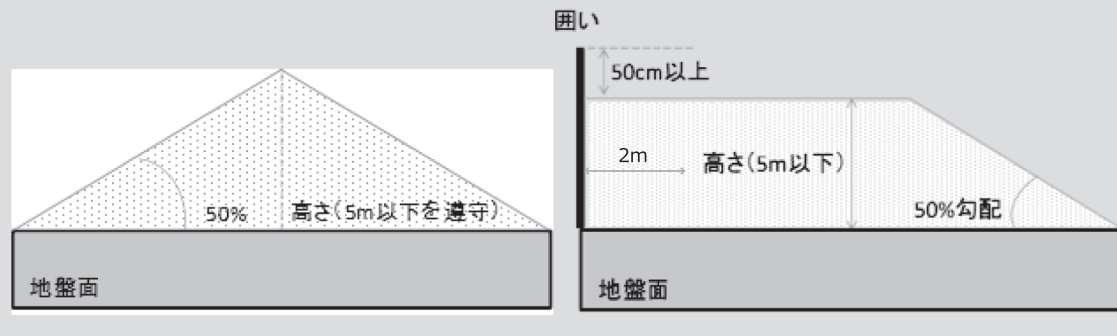 50%
高さ(5m以下を遵守)
地盤面
囲い
50cm以上
2m
高さ(5m以下)
50%勾配
地盤面